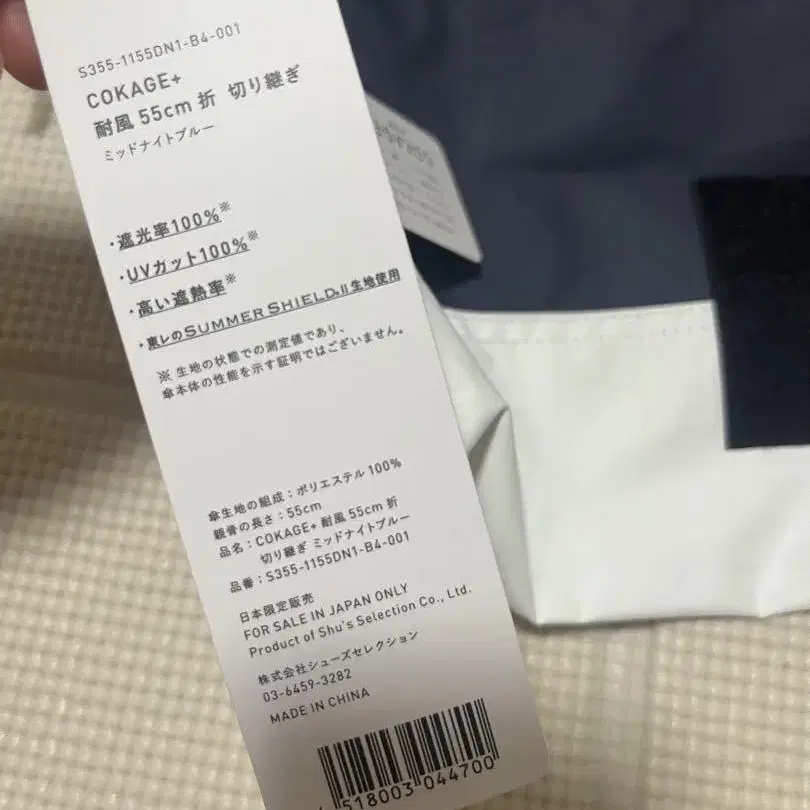 S355-1155DN1-B4-001
COKAGE+
耐風 55cm 折 切り継ぎ
ミッドナイトブルー
・遮光率100%※
・UVカット100%※
・高い遮熱率※
・東レのSUMMER SHIELD®II生地使用
※ 生地の状態での測定値であり、
傘本体の性能を示す証明ではございません。
傘生地の組成：ポリエステル 100%
親骨の長さ：55cm
品名：COKAGE+ 耐風 55cm 折
切り継ぎ ミッドナイトブルー
品番：S355-1155DN1-B4-001
日本限定販売
FOR SALE IN JAPAN ONLY
Product of Shu's Selection Co., Ltd.
株式会社シューズセレクション
03-6459-3282
MADE IN CHINA
4 518003 044700